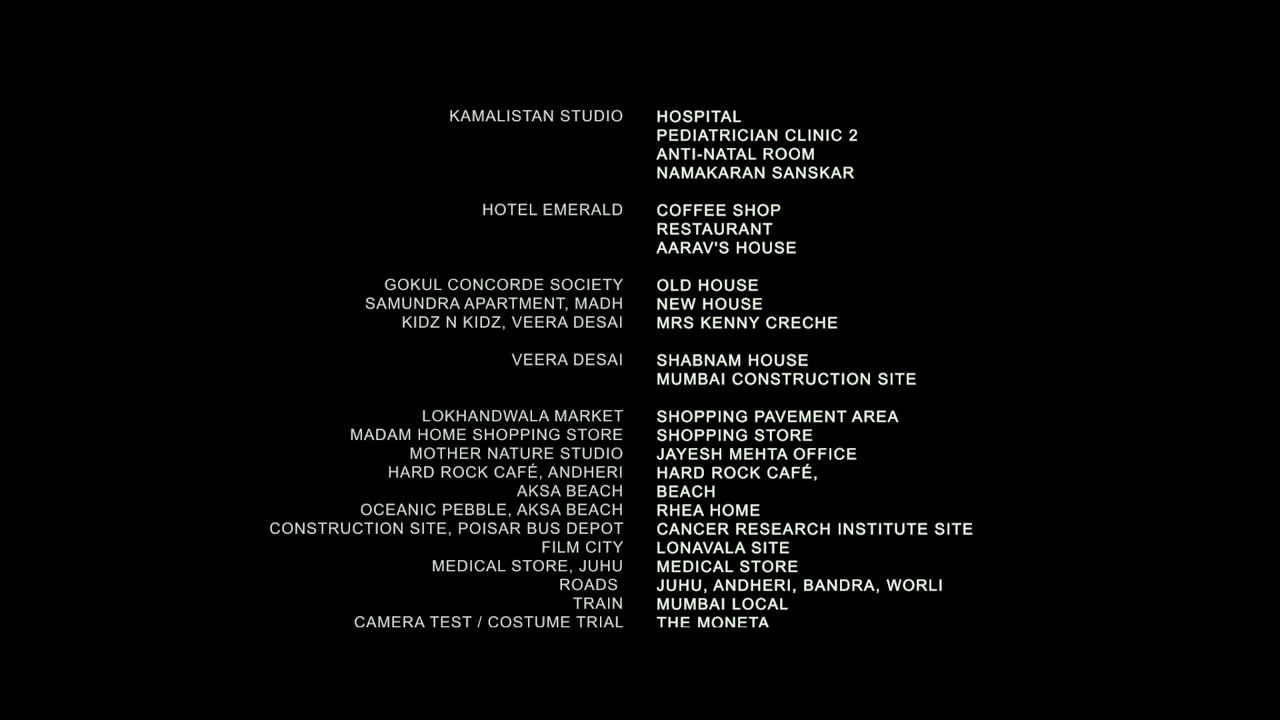 KAMALISTAN STUDIO HOSPITAL
PEDIATRICIAN CLINIC 2
ANTI-NATAL ROOM
NAMAKARAN SANSKAR
HOTEL EMERALD COFFEE SHOP
RESTAURANT
AARAV'S HOUSE
GOKUL CONCORDE SOCIETY OLD HOUSE
SAMUNDRA APARTMENT, MADH NEW HOUSE
KIDZ N KIDZ, VEERA DESAI MRS KENNY CRECHE
VEERA DESAI SHABNAM HOUSE
MUMBAI CONSTRUCTION SITE
LOKHANDWALA MARKET SHOPPING PAVEMENT AREA
MADAM HOME SHOPPING STORE SHOPPING STORE
MOTHER NATURE STUDIO JAYESH MEHTA OFFICE
HARD ROCK CAFÉ, ANDHERI HARD ROCK CAFÉ,
AKSA BEACH BEACH
OCEANIC PEBBLE, AKSA BEACH RHEA HOME
CONSTRUCTION SITE, POISAR BUS DEPOT CANCER RESEARCH INSTITUTE SITE
FILM CITY LONAVALA SITE
MEDICAL STORE, JUHU MEDICAL STORE
ROADS JUHU, ANDHERI, BANDRA, WORLI
TRAIN MUMBAI LOCAL
CAMERA TEST / COSTUME TRIAL THE MONETA